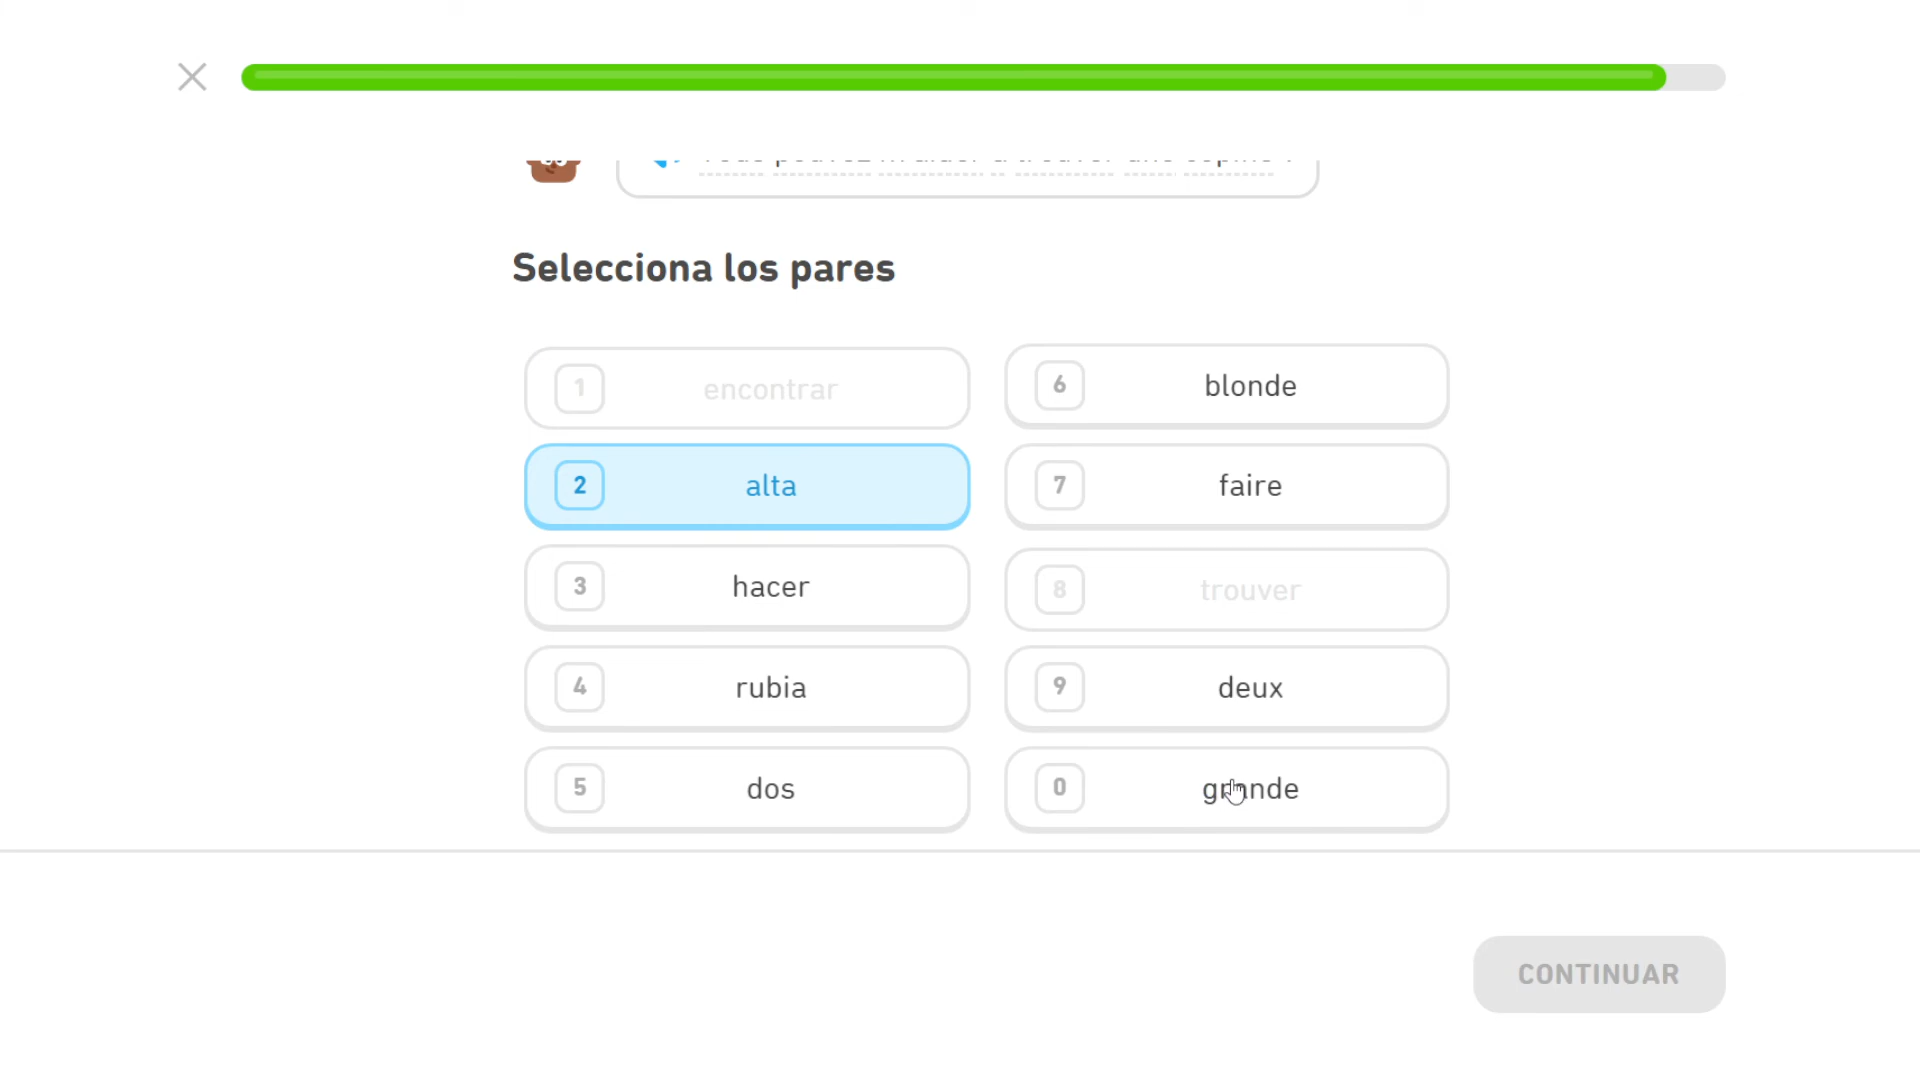 Selecciona los pares
1 encontrar
6 blonde
2 alta
7 faire
3 hacer
8 trouver
4 rubia
9 deux
5 dos
0 grande
CONTINUAR